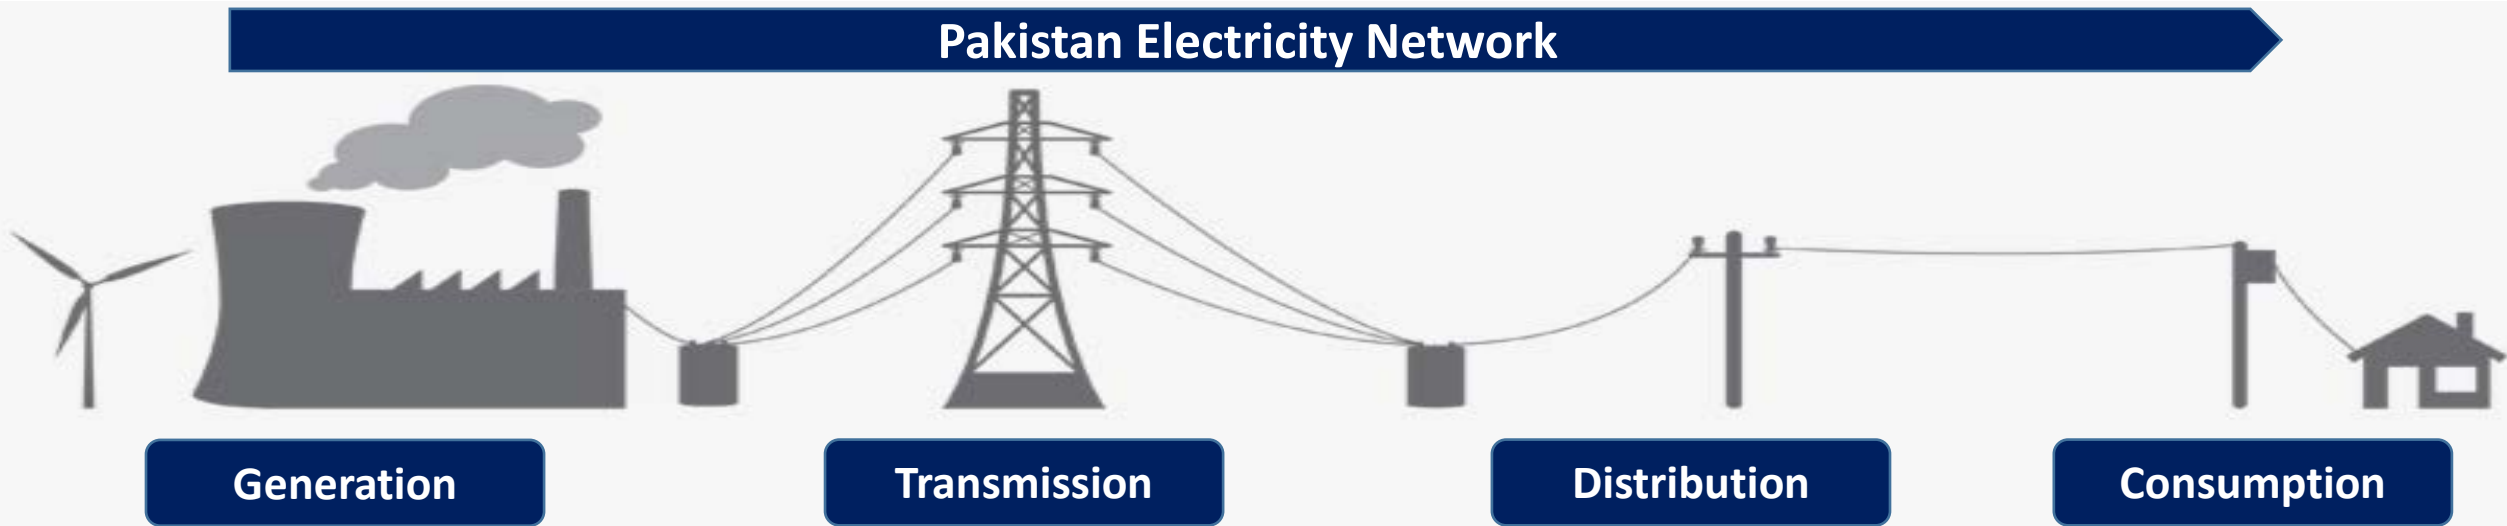 Pakistan Electricity Network
Generation
Transmission
Distribution
Consumption